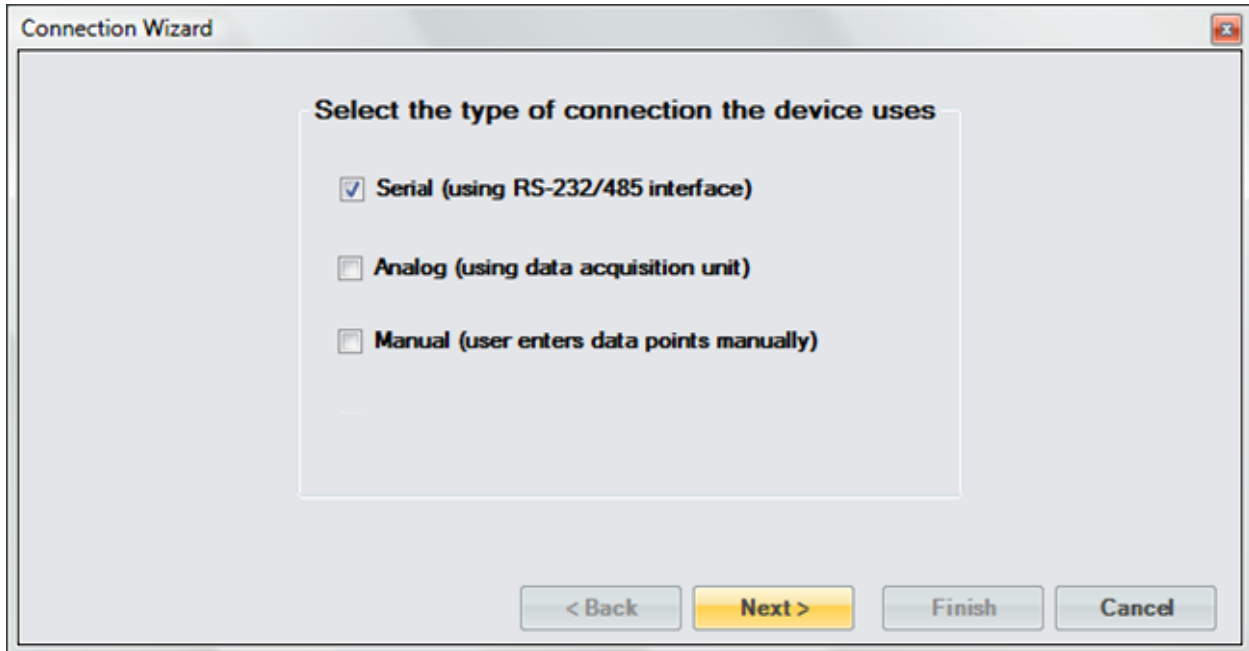 Connection Wizard
Select the type of connection the device uses
Serial (using RS-232/485 interface)
Analog (using data acquisition unit)
Manual (user enters data points manually)
< Back Next > Finish Cancel